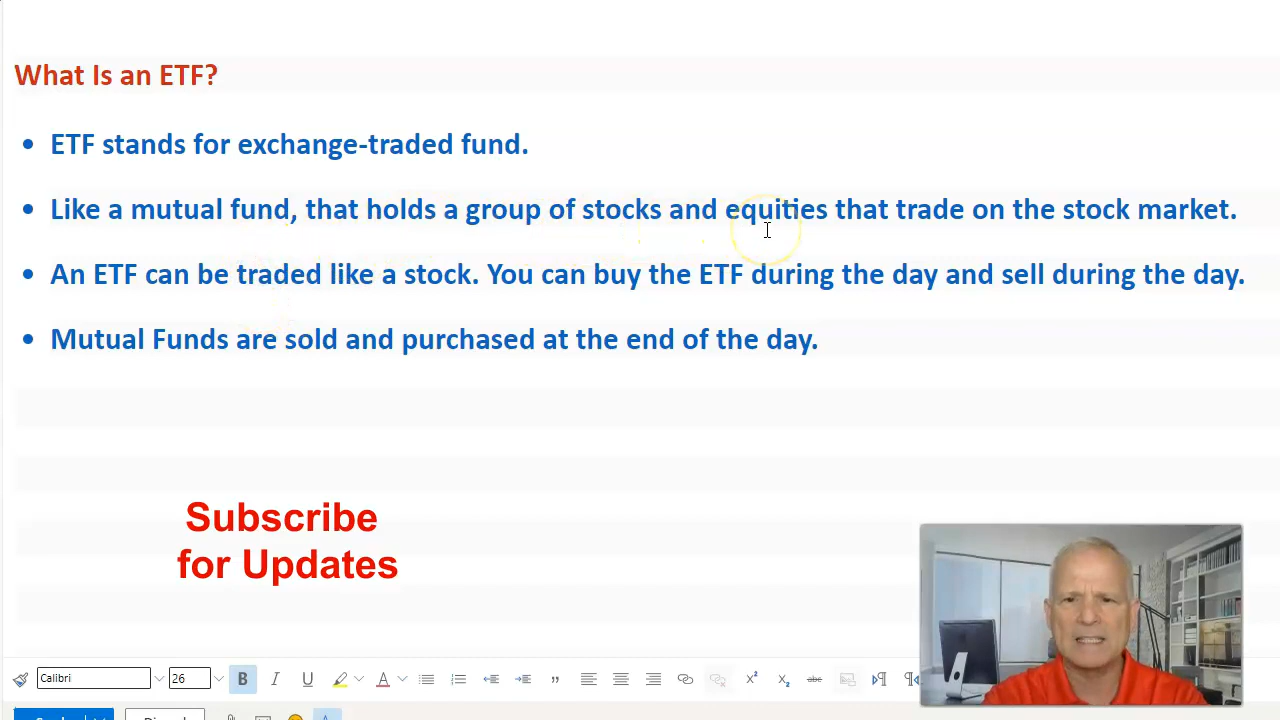 What Is an ETF?
• ETF stands for exchange-traded fund.
• Like a mutual fund, that holds a group of stocks and equities that trade on the stock market.
• An ETF can be traded like a stock. You can buy the ETF during the day and sell during the day.
• Mutual Funds are sold and purchased at the end of the day.
Subscribe
for Updates
Calibri 26 B I U A " x² x₂ abc